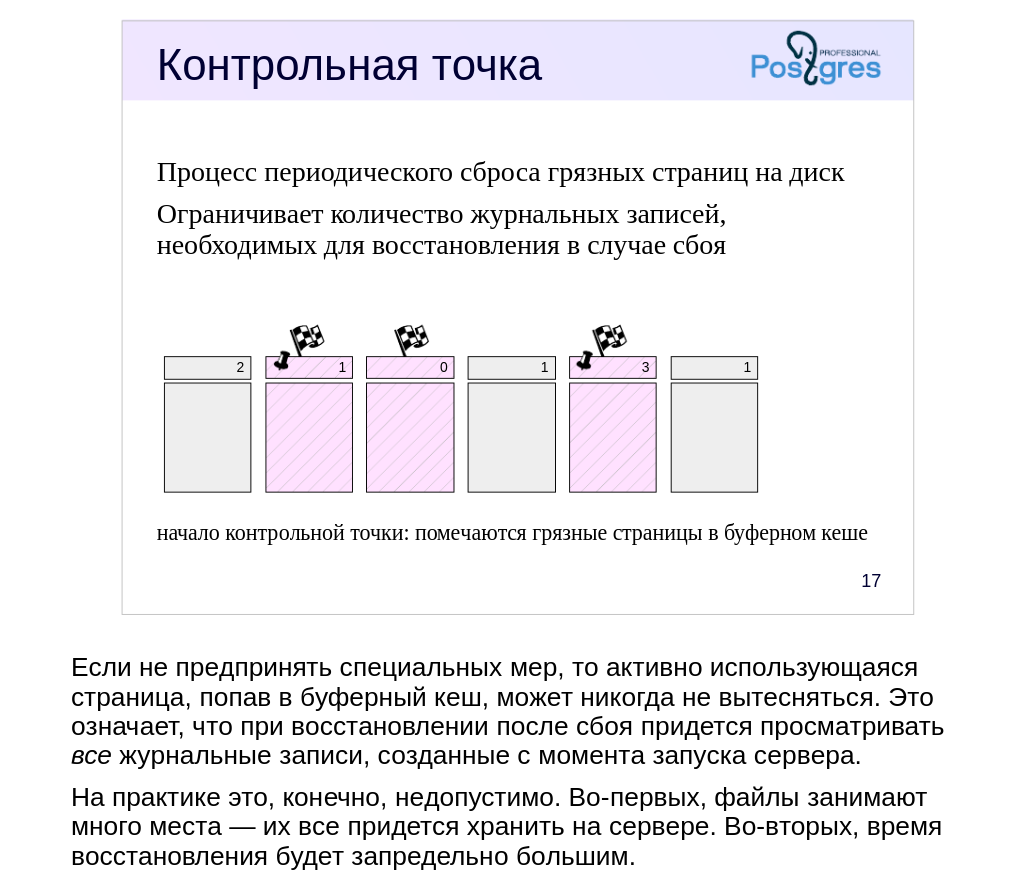 Контрольная точка
PROFESSIONAL
Postgres
Процесс периодического сброса грязных страниц на диск
Ограничивает количество журнальных записей,
необходимых для восстановления в случае сбоя
2 1 0 1 3 1
начало контрольной точки: помечаются грязные страницы в буферном кеше
17
Если не предпринять специальных мер, то активно использующаяся
страница, попав в буферный кеш, может никогда не вытесняться. Это
означает, что при восстановлении после сбоя придется просматривать
все журнальные записи, созданные с момента запуска сервера.
На практике это, конечно, недопустимо. Во-первых, файлы занимают
много места — их все придется хранить на сервере. Во-вторых, время
восстановления будет запредельно большим.